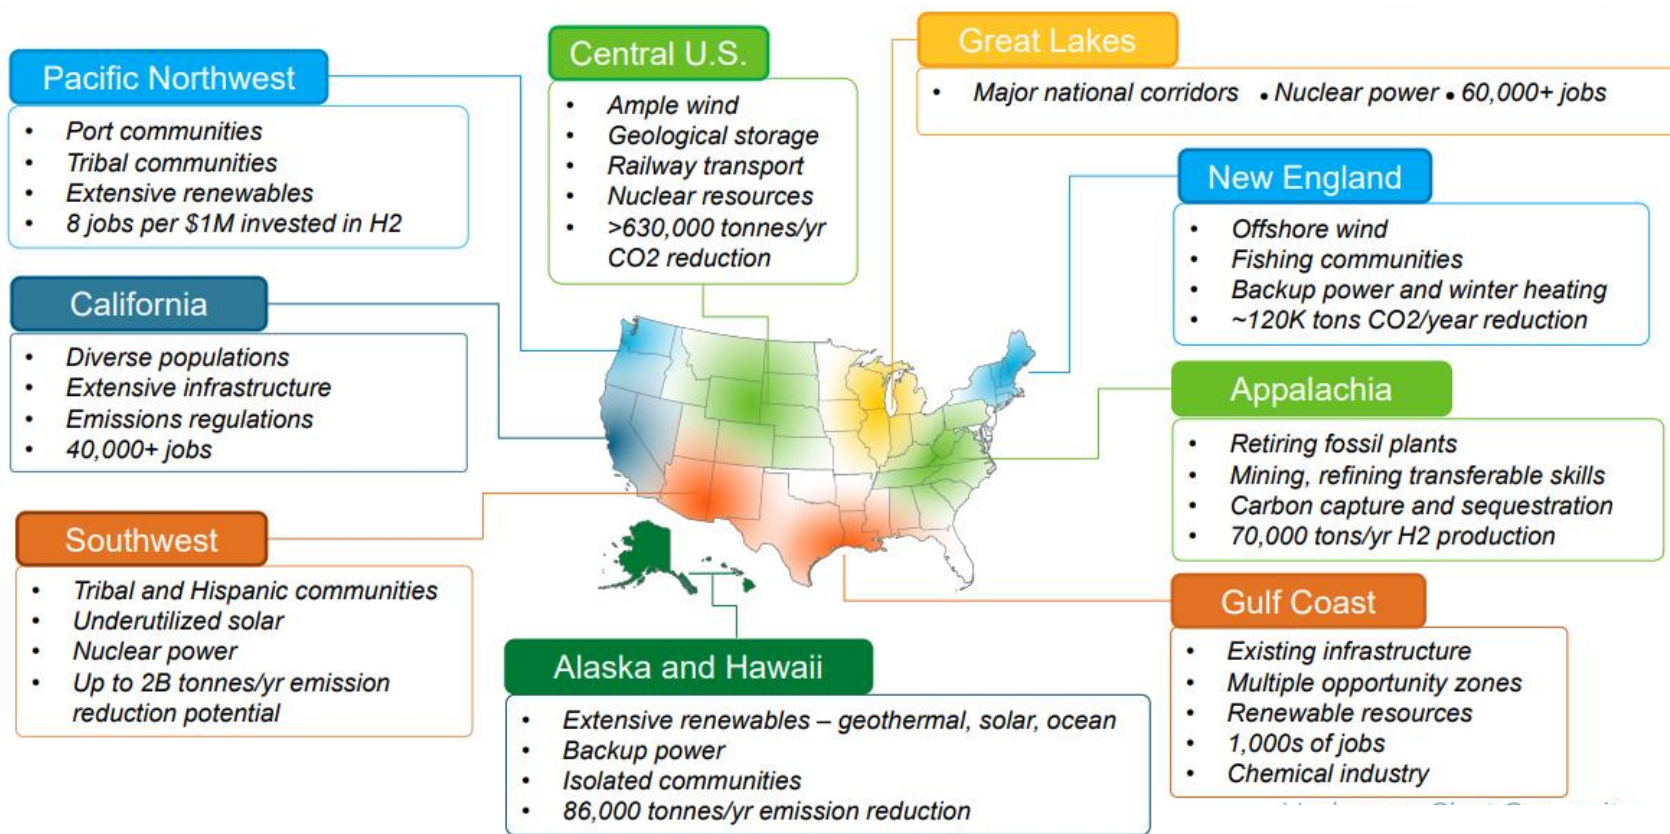 Pacific Northwest
• Port communities
• Tribal communities
• Extensive renewables
• 8 jobs per $1M invested in H2
Central U.S.
• Ample wind
• Geological storage
• Railway transport
• Nuclear resources
• >630,000 tonnes/yr
CO2 reduction
Great Lakes
• Major national corridors • Nuclear power • 60,000+ jobs
New England
• Offshore wind
• Fishing communities
• Backup power and winter heating
• ~120K tons CO2/year reduction
California
• Diverse populations
• Extensive infrastructure
• Emissions regulations
• 40,000+ jobs
Appalachia
• Retiring fossil plants
• Mining, refining transferable skills
• Carbon capture and sequestration
• 70,000 tons/yr H2 production
Southwest
• Tribal and Hispanic communities
• Underutilized solar
• Nuclear power
• Up to 2B tonnes/yr emission
reduction potential
Alaska and Hawaii
• Extensive renewables – geothermal, solar, ocean
• Backup power
• Isolated communities
• 86,000 tonnes/yr emission reduction
Gulf Coast
• Existing infrastructure
• Multiple opportunity zones
• Renewable resources
• 1,000s of jobs
• Chemical industry